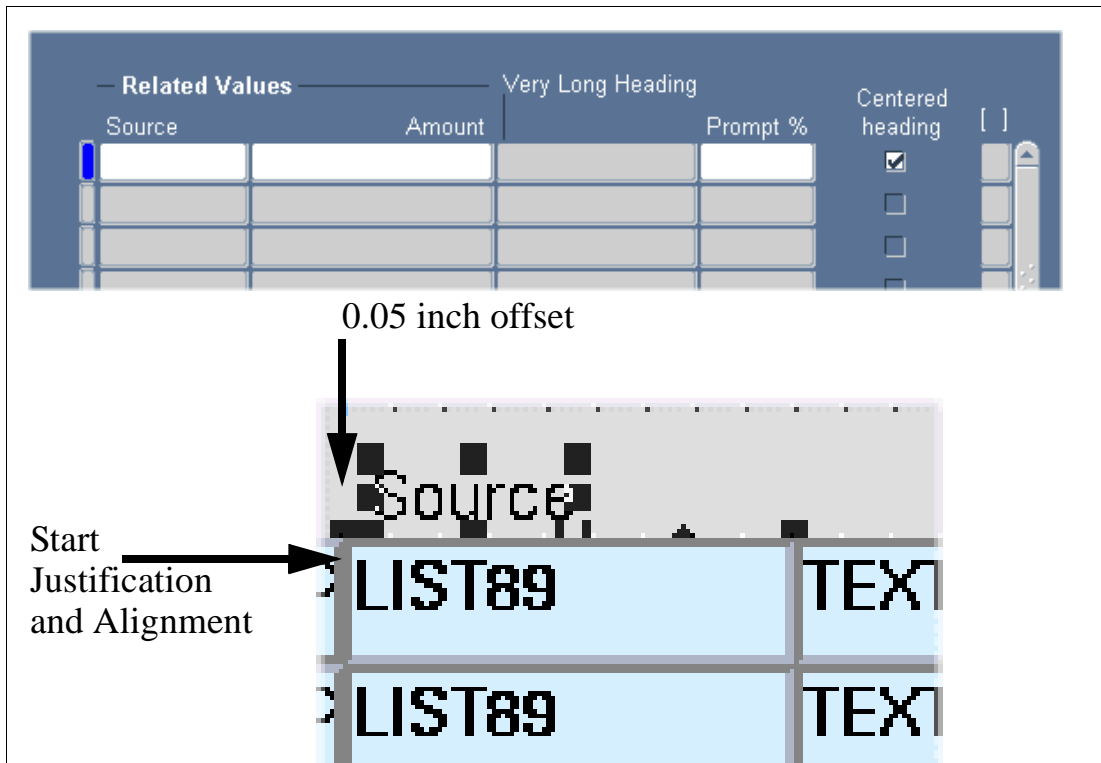 Related Values Very Long Heading
Centered
Source Amount Prompt % heading [ ]
0.05 inch offset
Source
Start
Justification
and Alignment
LIST89 TEXT
LIST89 TEXT